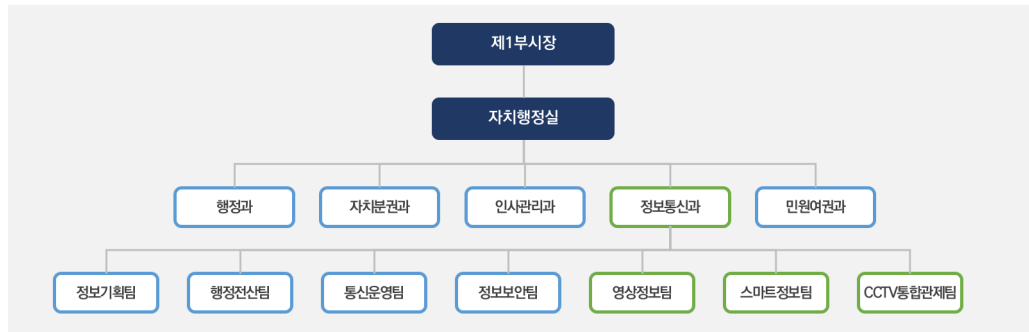 제1부시장
자치행정실
행정과
자치분권과
인사관리과
정보통신과
민원여권과
정보기획팀
행정전산팀
통신운영팀
정보보안팀
영상정보팀
스마트정보팀
CCTV통합관제팀